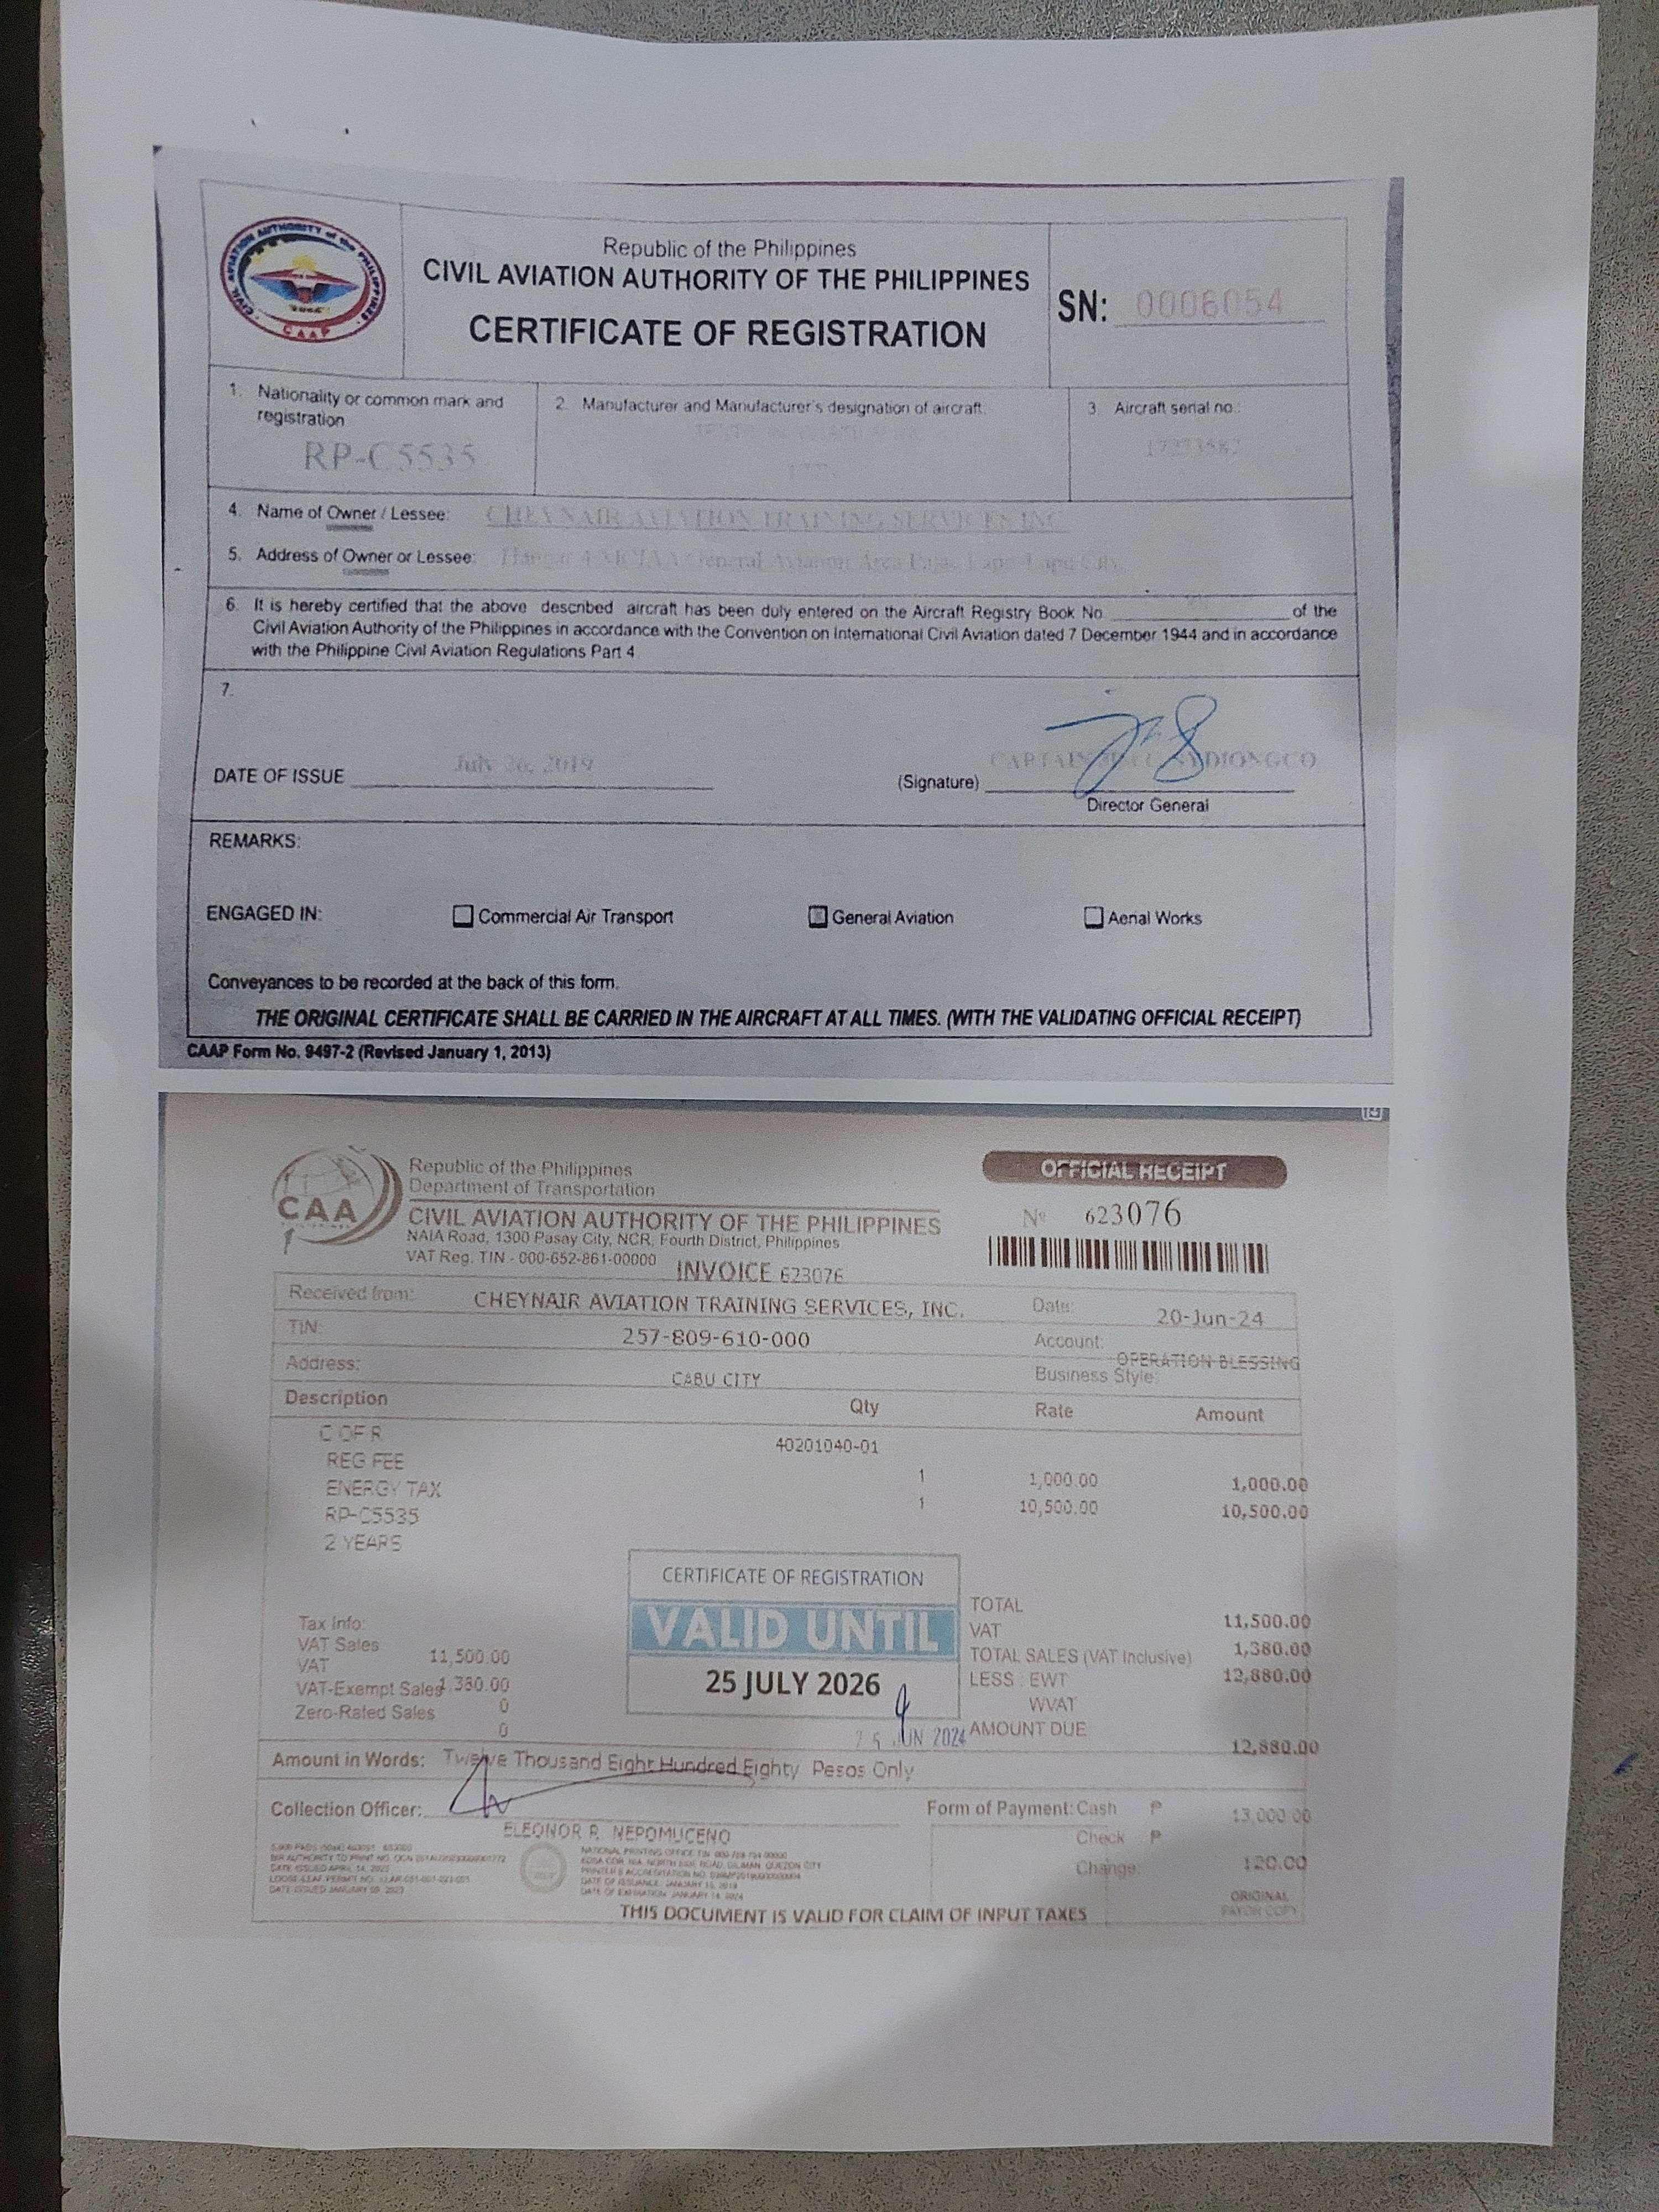 CIVIL AVIATION AUTHORITY of the PHILIPPINES
CAAP
Republic of the Philippines
CIVIL AVIATION AUTHORITY OF THE PHILIPPINES
CERTIFICATE OF REGISTRATION
SN: 0006054
1. Nationality or common mark and registration
RP-C5535
2. Manufacturer and Manufacturer's designation of aircraft:
3. Aircraft serial no.:
4. Name of Owner / Lessee: CHEYNAIR AVIATION TRAINING SERVICES INC
5. Address of Owner or Lessee: General Aviation Area
6. It is hereby certified that the above described aircraft has been duly entered on the Aircraft Registry Book No. of the
Civil Aviation Authority of the Philippines in accordance with the Convention on International Civil Aviation dated 7 December 1944 and in accordance
with the Philippine Civil Aviation Regulations Part 4
7.
DATE OF ISSUE July 26, 2019
(Signature) CAPTAIN
Director General
REMARKS:
ENGAGED IN: Commercial Air Transport General Aviation Aerial Works
Conveyances to be recorded at the back of this form.
THE ORIGINAL CERTIFICATE SHALL BE CARRIED IN THE AIRCRAFT AT ALL TIMES. (WITH THE VALIDATING OFFICIAL RECEIPT)
CAAP Form No. 9497-2 (Revised January 1, 2013)
CAA
Republic of the Philippines
Department of Transportation
CIVIL AVIATION AUTHORITY OF THE PHILIPPINES
NAIA Road, 1300 Pasay City, NCR, Fourth District, Philippines
VAT Reg. TIN - 000-652-861-00000
INVOICE 623076
OFFICIAL RECEIPT
No 623076
Received from: CHEYNAIR AVIATION TRAINING SERVICES, INC. Date: 20-Jun-24
TIN: 257-809-610-000 Account: OPERATION BLESSING
Address: CABU CITY Business Style:
Description Qty Rate Amount
C OF R 40201040-01
REG FEE 1 1,000.00 1,000.00
ENERGY TAX 1 10,500.00 10,500.00
RP-C5535
2 YEARS
CERTIFICATE OF REGISTRATION
VALID UNTIL
25 JULY 2026
JUN 2024
Tax Info:
VAT Sales 11,500.00
VAT 1,380.00
VAT-Exempt Sales 0
Zero-Rated Sales 0
TOTAL 11,500.00
VAT 1,380.00
TOTAL SALES (VAT Inclusive) 12,880.00
LESS: EWT
WVAT
AMOUNT DUE 12,880.00
Amount in Words: Twelve Thousand Eight Hundred Eighty Pesos Only
Collection Officer:
ELEONOR R. NEPOMUCENO
Form of Payment: Cash ₱ 13,000.00
Check ₱
Change: 120.00
DATE ISSUED APRIL 14, 2023
ORIGINAL
PAYOR COPY
THIS DOCUMENT IS VALID FOR CLAIM OF INPUT TAXES